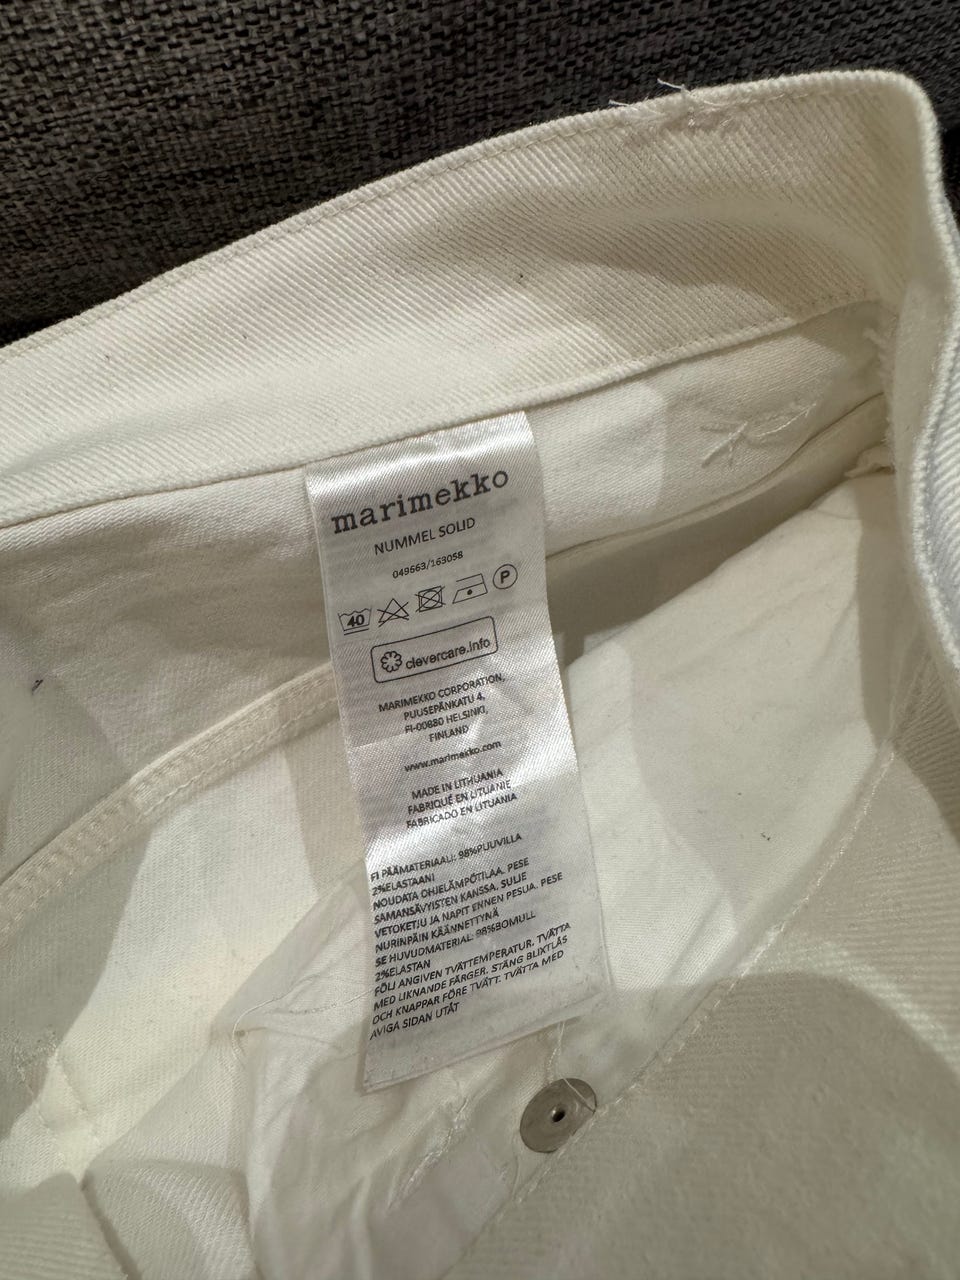 marimekko
NUMMEL SOLID
049563/163058
40 P
clevercare.info
MARIMEKKO CORPORATION,
PUUSEPÄNKATU 4,
FI-00880 HELSINKI,
FINLAND
www.marimekko.com
MADE IN LITHUANIA
FABRIQUÉ EN LITUANIE
FABRICADO EN LITUANIA
FI PÄÄMATERIAALI: 98%PUUVILLA
2%ELASTAANI
NOUDATA OHJELÄMPÖTILAA. PESE
SAMANSÄVYISTEN KANSSA. SULJE
VETOKETJU JA NAPIT ENNEN PESUA. PESE
NURINPÄIN KÄÄNNETTYNÄ
SE HUVUDMATERIAL: 98%BOMULL
2%ELASTAN
FÖLJ ANGIVEN TVÄTTEMPERATUR. TVÄTTA
MED LIKNANDE FÄRGER. STÄNG BLIXTLÅS
OCH KNAPPAR FÖRE TVÄTT. TVÄTTA MED
AVIGA SIDAN UTÅT